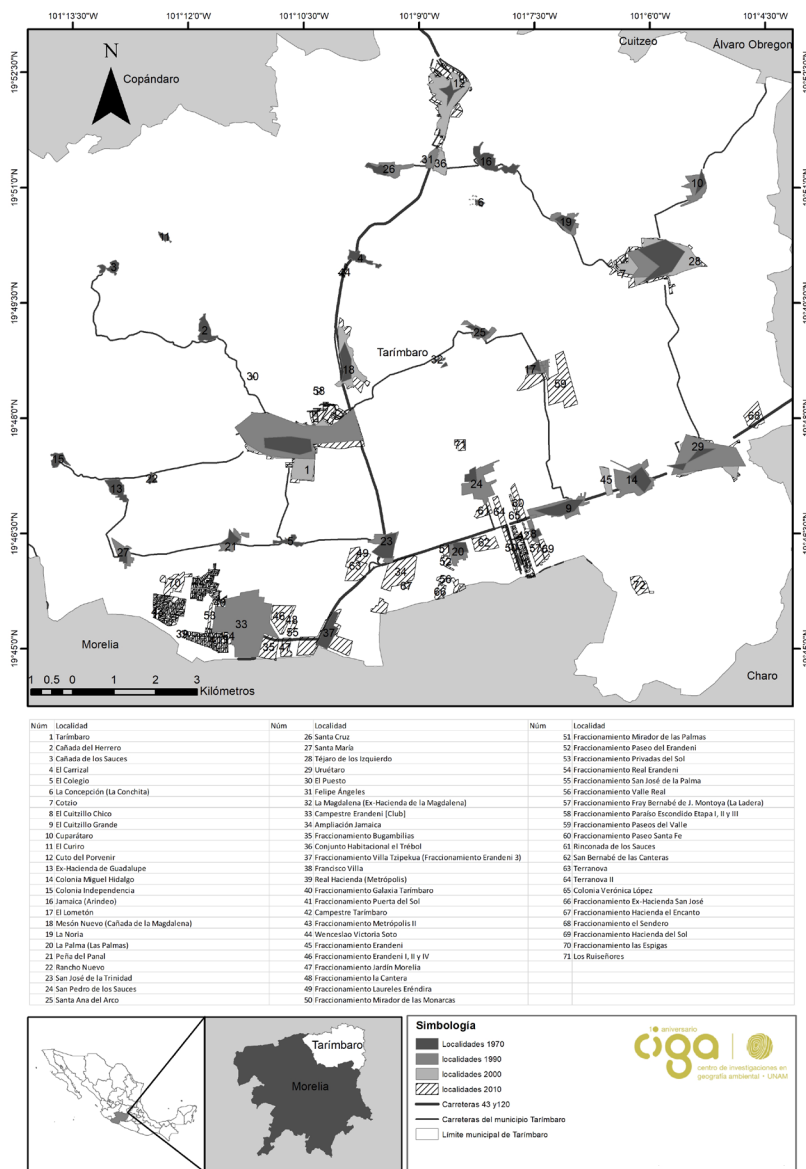 101°13'30"W 101°12'0"W 101°10'30"W 101°9'0"W 101°7'30"W 101°6'0"W 101°4'30"W
N
Copándaro
Cuitzeo
Álvaro Obregon
19°52'30"N
19°51'0"N
19°49'30"N
19°48'0"N
19°46'30"N
19°45'0"N
Tarímbaro
Morelia
Charo
1 0.5 0 1 2 3
Kilómetros
Núm Localidad
1 Tarímbaro
2 Cañada del Herrero
3 Cañada de los Sauces
4 El Carrizal
5 El Colegio
6 La Concepción (La Conchita)
7 Cotzio
8 El Cuitzillo Chico
9 El Cuitzillo Grande
10 Cuparátaro
11 El Curiro
12 Cuto del Porvenir
13 Ex-Hacienda de Guadalupe
14 Colonia Miguel Hidalgo
15 Colonia Independencia
16 Jamaica (Arindeo)
17 El Lometón
18 Mesón Nuevo (Cañada de la Magdalena)
19 La Noria
20 La Palma (Las Palmas)
21 Peña del Panal
22 Rancho Nuevo
23 San José de la Trinidad
24 San Pedro de los Sauces
25 Santa Ana del Arco
Núm Localidad
26 Santa Cruz
27 Santa María
28 Téjaro de los Izquierdo
29 Uruétaro
30 El Puesto
31 Felipe Ángeles
32 La Magdalena (Ex-Hacienda de la Magdalena)
33 Campestre Erandeni [Club]
34 Ampliación Jamaica
35 Fraccionamiento Bugambilias
36 Conjunto Habitacional el Trébol
37 Fraccionamiento Villa Tzipekua (Fraccionamiento Erandeni 3)
38 Francisco Villa
39 Real Hacienda (Metrópolis)
40 Fraccionamiento Galaxia Tarímbaro
41 Fraccionamiento Puerta del Sol
42 Campestre Tarímbaro
43 Fraccionamiento Metrópolis II
44 Wenceslao Victoria Soto
45 Fraccionamiento Erandeni
46 Fraccionamiento Erandeni I, II y IV
47 Fraccionamiento Jardín Morelia
48 Fraccionamiento la Cantera
49 Fraccionamiento Laureles Eréndira
50 Fraccionamiento Mirador de las Monarcas
Núm Localidad
51 Fraccionamiento Mirador de las Palmas
52 Fraccionamiento Paseo del Erandeni
53 Fraccionamiento Privadas del Sol
54 Fraccionamiento Real Erandeni
55 Fraccionamiento San José de la Palma
56 Fraccionamiento Valle Real
57 Fraccionamiento Fray Bernabé de J. Montoya (La Ladera)
58 Fraccionamiento Paraíso Escondido Etapa I, II y III
59 Fraccionamiento Paseos del Valle
60 Fraccionamiento Paseo Santa Fe
61 Rinconada de los Sauces
62 San Bernabé de las Canteras
63 Terranova
64 Terranova II
65 Colonia Verónica López
66 Fraccionamiento Ex-Hacienda San José
67 Fraccionamiento Hacienda el Encanto
68 Fraccionamiento el Sendero
69 Fraccionamiento Hacienda del Sol
70 Fraccionamiento las Espigas
71 Los Ruiseñores
Tarímbaro
Morelia
Simbología
Localidades 1970
localidades 1990
localidades 2000
localidades 2010
Carreteras 43 y120
Carreteras del municipio Tarímbaro
Límite municipal de Tarímbaro
aniversario
ciga
centro de investigaciones en
geografía ambiental • UNAM